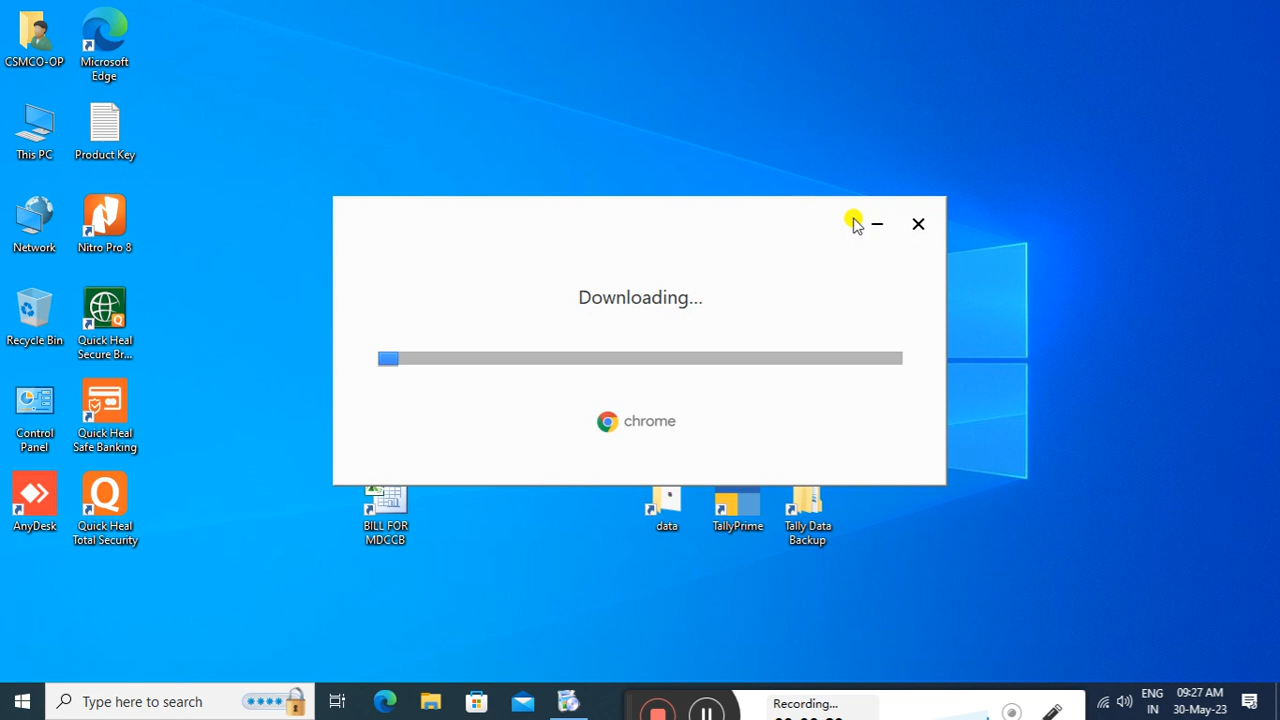 CSMCO-OP
Microsoft
Edge
This PC
Product Key
Network
Nitro Pro 8
Recycle Bin
Quick Heal
Secure Br...
Control
Panel
Quick Heal
Safe Banking
AnyDesk
Quick Heal
Total Security
Downloading...
chrome
BILL FOR
MDCCB
data
TallyPrime
Tally Data
Backup
Type here to search
Recording...
ENG
IN
09:27 AM
30-May-23